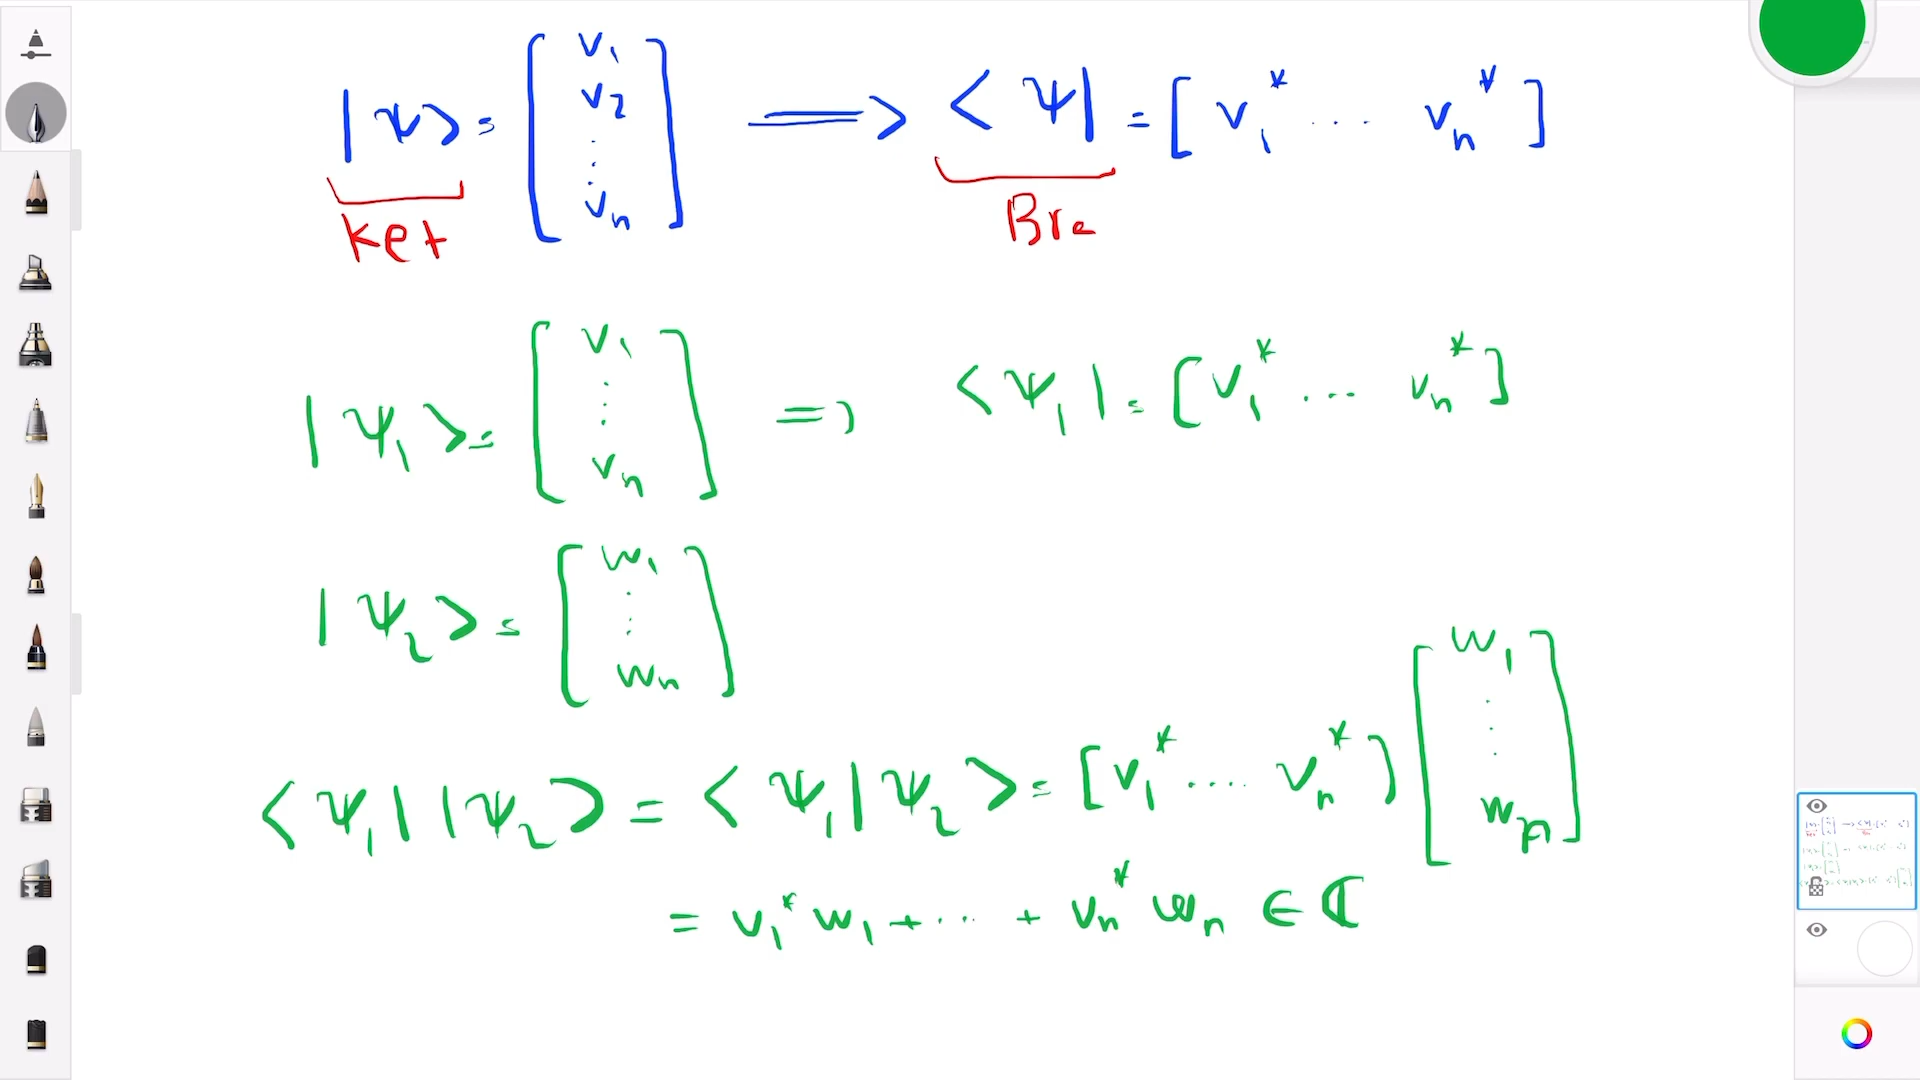 |ψ> = [v₁ v₂ ⋮ vₙ] ⟹ <ψ| = [v₁* ... vₙ*]
ket Bra
|ψ₁> = [v₁ ⋮ vₙ] ⟹ <ψ₁| = [v₁* ... vₙ*]
|ψ₂> = [w₁ ⋮ wₙ]
<ψ₁| |ψ₂> = <ψ₁|ψ₂> = [v₁* .... vₙ*] [w₁ ⋮ wₙ]
= v₁* w₁ + ... + vₙ* wₙ ∈ ℂ